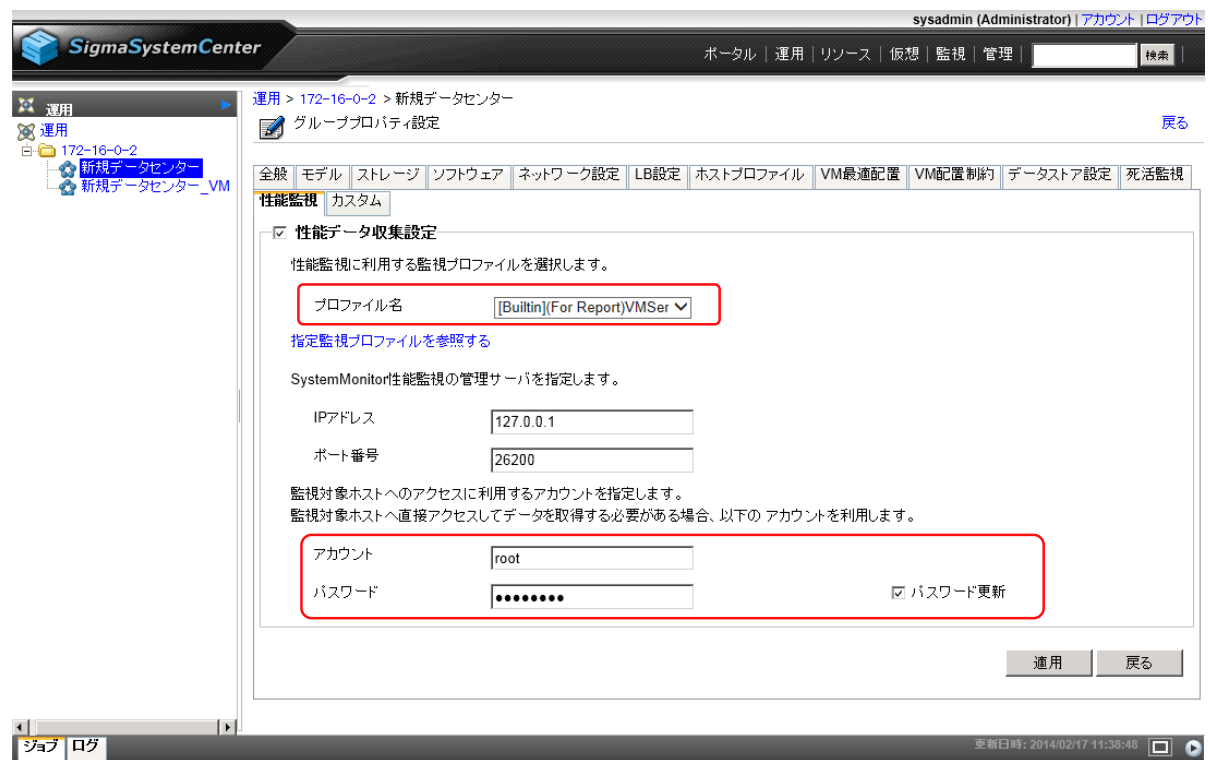 sysadmin (Administrator) | アカウント | ログアウト
SigmaSystemCenter
ポータル | 運用 | リソース | 仮想 | 監視 | 管理 | 検索 |
運用
運用
172-16-0-2
新規データセンター
新規データセンター_VM
運用 > 172-16-0-2 > 新規データセンター
グループプロパティ設定
戻る
全般 モデル ストレージ ソフトウェア ネットワーク設定 LB設定 ホストプロファイル VM最適配置 VM配置制約 データストア設定 死活監視
性能監視 カスタム
性能データ収集設定
性能監視に利用する監視プロファイルを選択します。
プロファイル名 [Builtin](For Report)VMSer
指定監視プロファイルを参照する
SystemMonitor性能監視の管理サーバを指定します。
IPアドレス 127.0.0.1
ポート番号 26200
監視対象ホストへのアクセスに利用するアカウントを指定します。
監視対象ホストへ直接アクセスしてデータを取得する必要がある場合、以下の アカウントを利用します。
アカウント root
パスワード ●●●●●●●● パスワード更新
適用 戻る
ジョブ ログ
更新日時: 2014/02/17 11:38:48